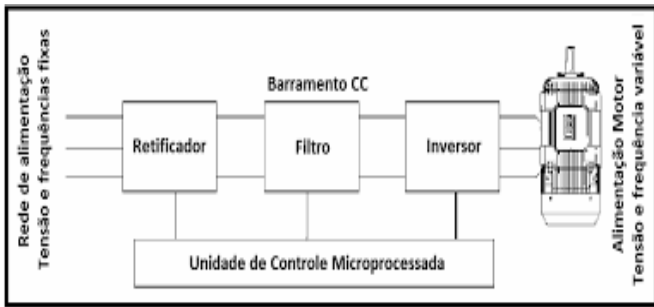 Rede de alimentação
Tensão e frequências fixas
Barramento CC
Retificador
Filtro
Inversor
Unidade de Controle Microprocessada
Alimentação Motor
Tensão e frequência variável